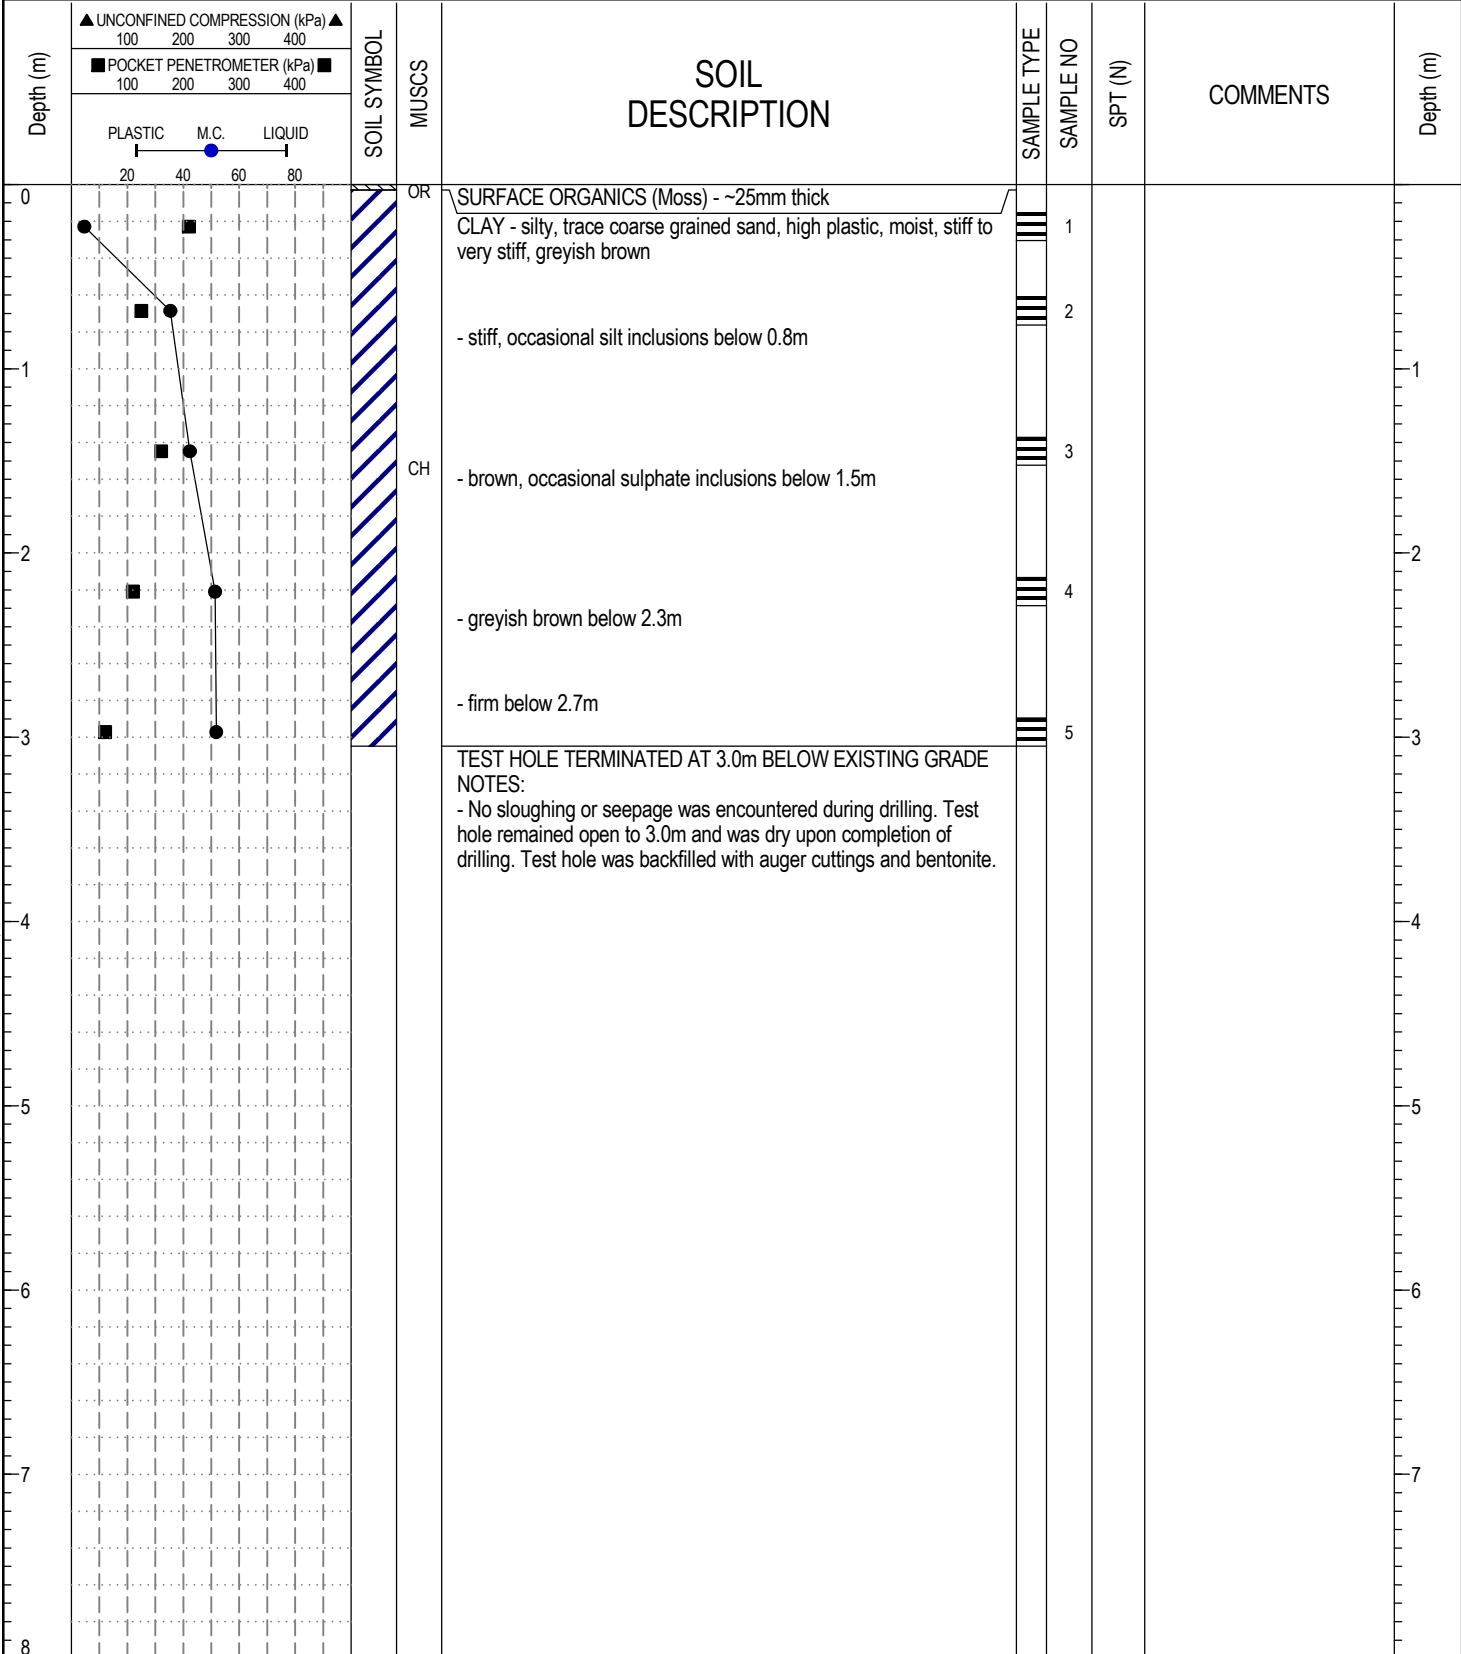 ▲ UNCONFINED COMPRESSION (kPa) ▲
100 200 300 400
■ POCKET PENETROMETER (kPa) ■
100 200 300 400
PLASTIC M.C. LIQUID
20 40 60 80
Depth (m)
SOIL SYMBOL
MUSCS
SOIL
DESCRIPTION
SAMPLE TYPE
SAMPLE NO
SPT (N)
COMMENTS
Depth (m)
0
OR
SURFACE ORGANICS (Moss) - ~25mm thick
CLAY - silty, trace coarse grained sand, high plastic, moist, stiff to
very stiff, greyish brown
1
2
- stiff, occasional silt inclusions below 0.8m
1
1
3
CH
- brown, occasional sulphate inclusions below 1.5m
2
2
4
- greyish brown below 2.3m
- firm below 2.7m
3
5
3
TEST HOLE TERMINATED AT 3.0m BELOW EXISTING GRADE
NOTES:
- No sloughing or seepage was encountered during drilling. Test
hole remained open to 3.0m and was dry upon completion of
drilling. Test hole was backfilled with auger cuttings and bentonite.
4
4
5
5
6
6
7
7
8